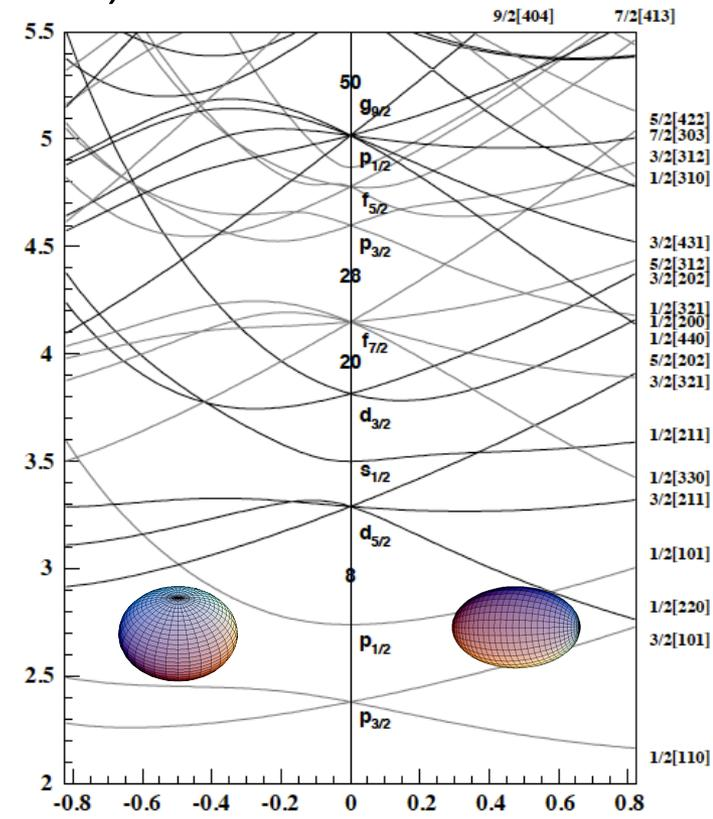 9/2[404] 7/2[413]
5.5
50
g9/2
5/2[422]
5
7/2[303]
p1/2
3/2[312]
1/2[310]
f5/2
4.5
p3/2
3/2[431]
5/2[312]
28
3/2[202]
1/2[321]
1/2[200]
f7/2
1/2[440]
4
20
5/2[202]
3/2[321]
d3/2
1/2[211]
3.5
s1/2
1/2[330]
3/2[211]
d5/2
3
8
1/2[101]
1/2[220]
p1/2
3/2[101]
2.5
p3/2
1/2[110]
2
-0.8 -0.6 -0.4 -0.2 0 0.2 0.4 0.6 0.8